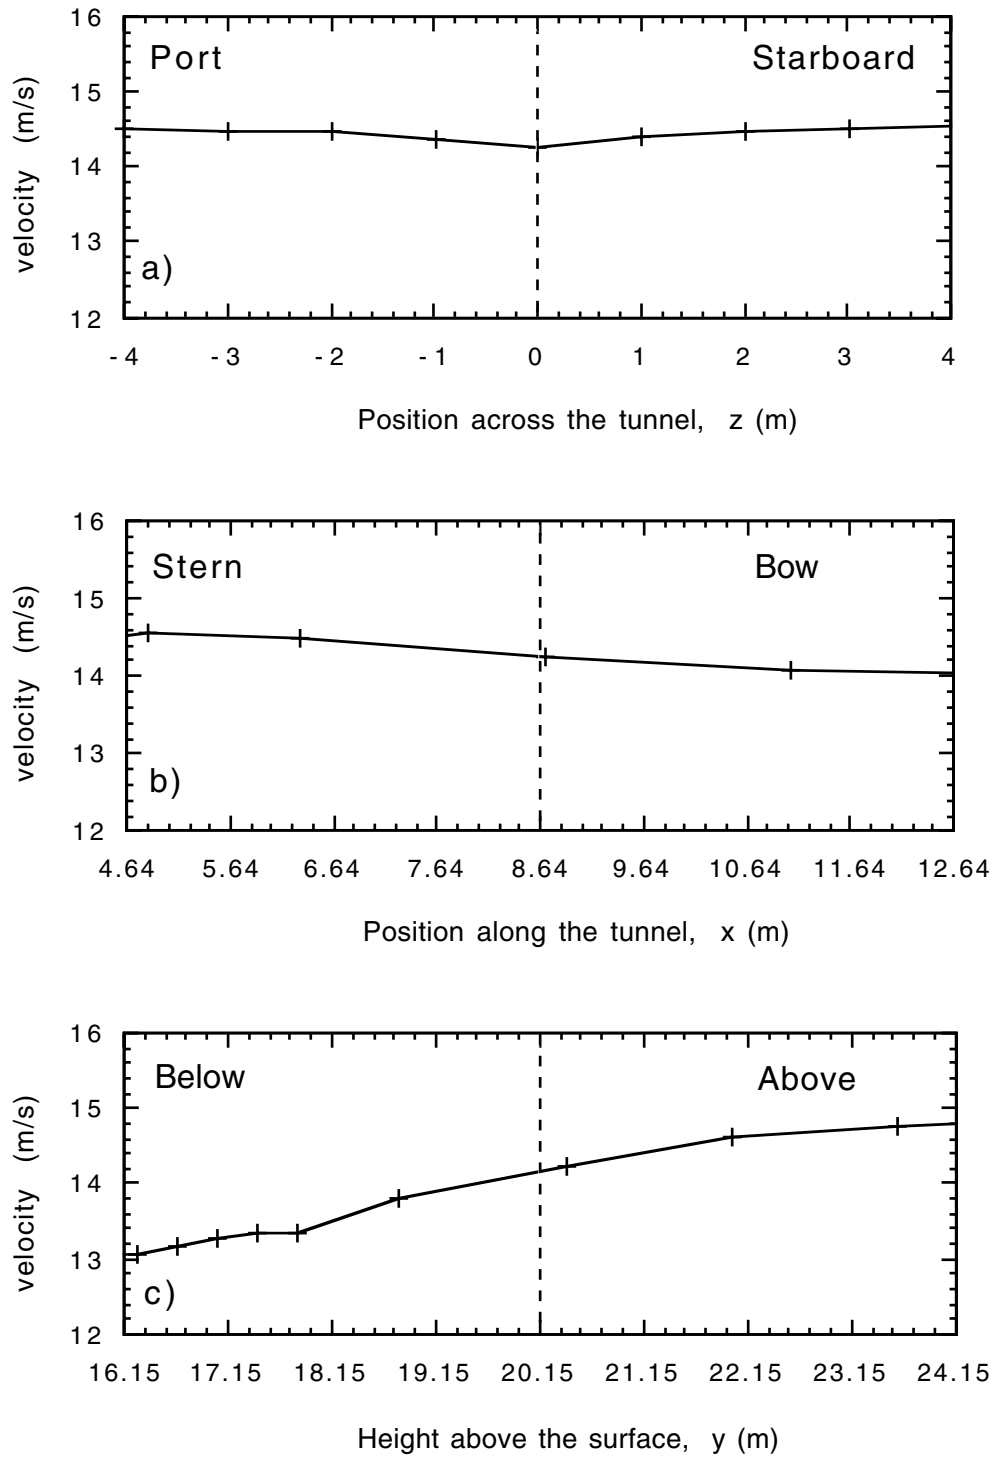 16
Port
Starboard
15
velocity (m/s)
14
13
a)
12
-4 -3 -2 -1 0 1 2 3 4
Position across the tunnel, z (m)
16
Stern
Bow
15
velocity (m/s)
14
13
b)
12
4.64 5.64 6.64 7.64 8.64 9.64 10.64 11.64 12.64
Position along the tunnel, x (m)
16
Below
Above
15
velocity (m/s)
14
13
c)
12
16.15 17.15 18.15 19.15 20.15 21.15 22.15 23.15 24.15
Height above the surface, y (m)